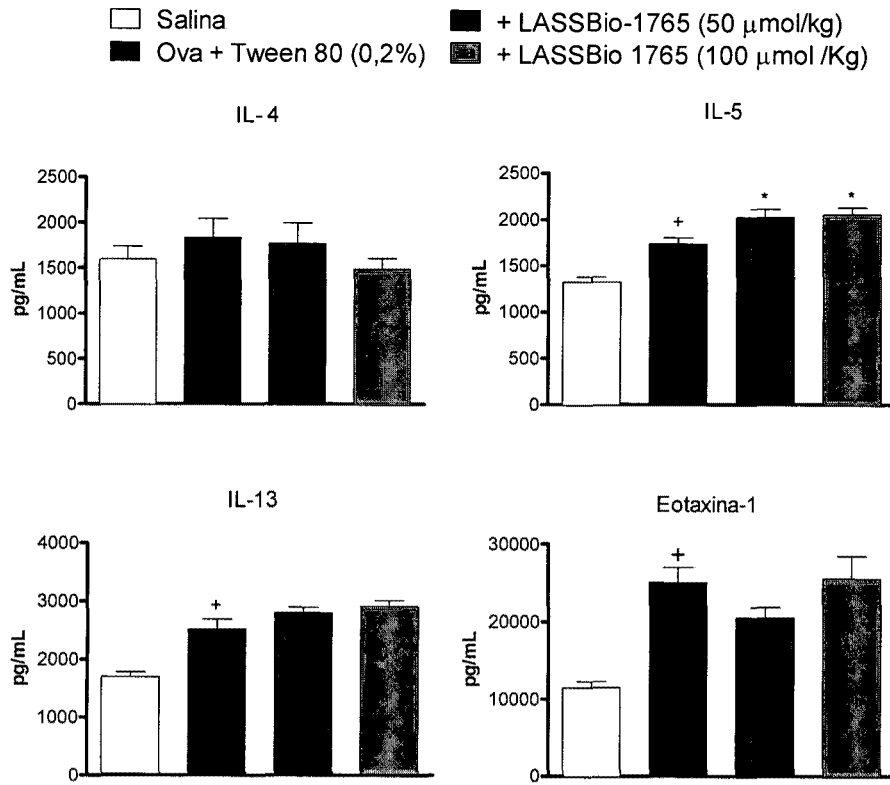 Salina
+ LASSBio-1765 (50 μmol/kg)
Ova + Tween 80 (0,2%)
+ LASSBio 1765 (100 μmol /Kg)
IL- 4
2500
2000
1500
1000
500
0
pg/mL
IL-5
2500
2000
1500
1000
500
0
pg/mL
+
*
*
IL-13
4000
3000
2000
1000
0
pg/mL
+
Eotaxina-1
30000
20000
10000
0
pg/mL
+